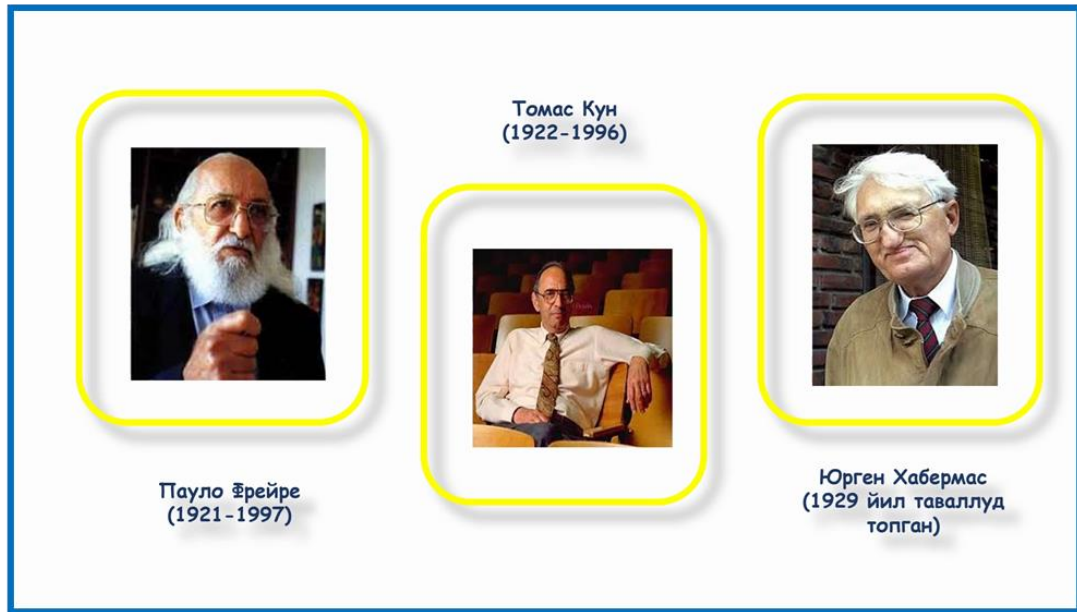 Томас Кун
(1922-1996)
Пауло Фрейре
(1921-1997)
Юрген Хабермас
(1929 йил таваллуд
топган)